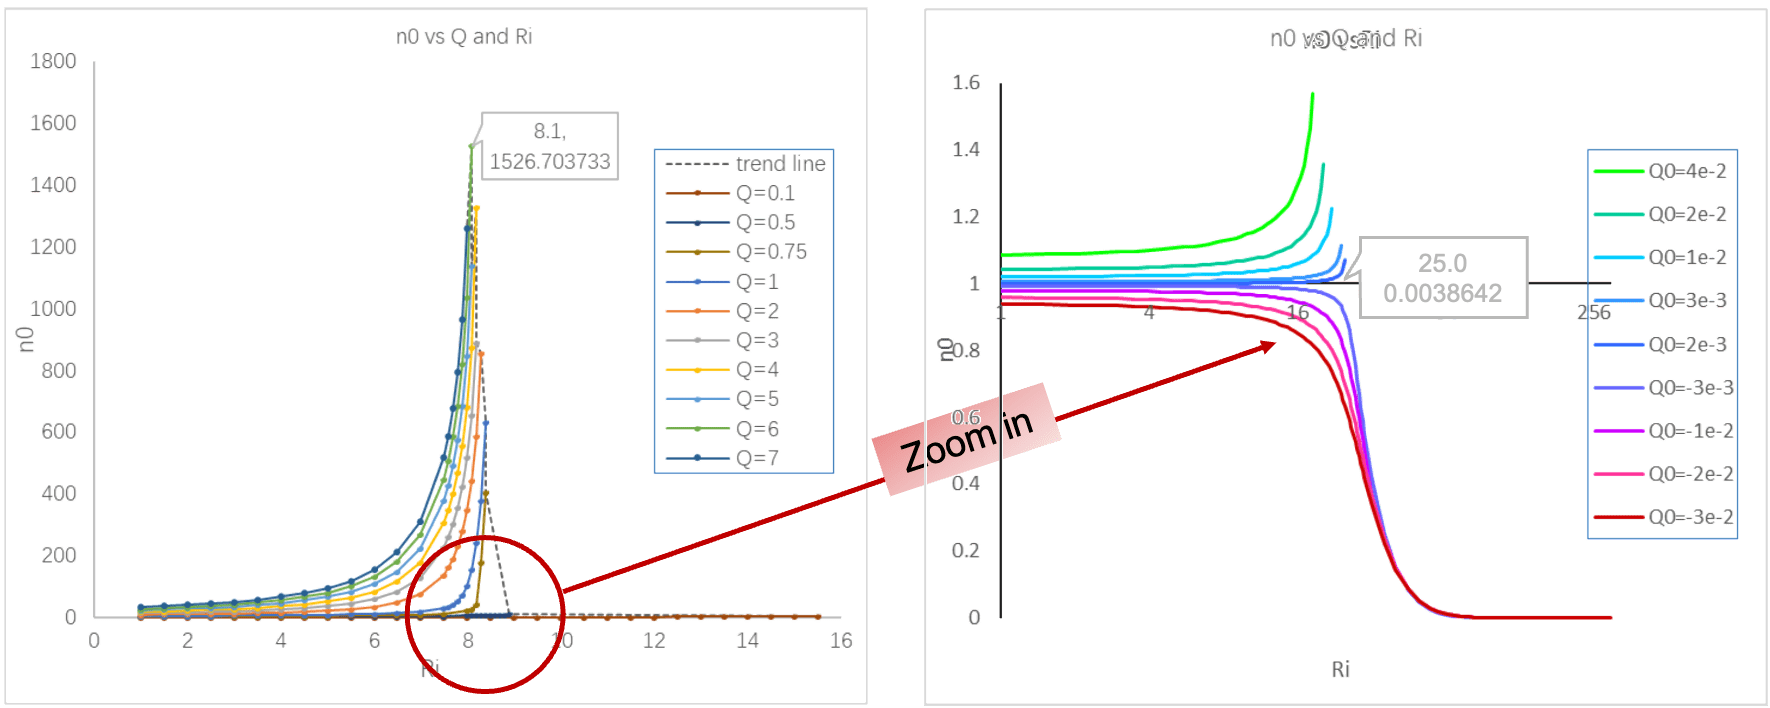 n0 vs Q and Ri
1800
1600
1400
1200
1000
800
600
400
200
0
n0
0 2 4 6 8 10 12 14 16
Ri
8.1,
1526.703733
trend line
Q=0.1
Q=0.5
Q=0.75
Q=1
Q=2
Q=3
Q=4
Q=5
Q=6
Q=7
Zoom in
n0 vs Q and Ri
1.6
1.4
1.2
1
0.8
0.6
0.4
0.2
0
n0
1 4 16 256
Ri
25.0
0.0038642
Q0=4e-2
Q0=2e-2
Q0=1e-2
Q0=3e-3
Q0=2e-3
Q0=-3e-3
Q0=-1e-2
Q0=-2e-2
Q0=-3e-2